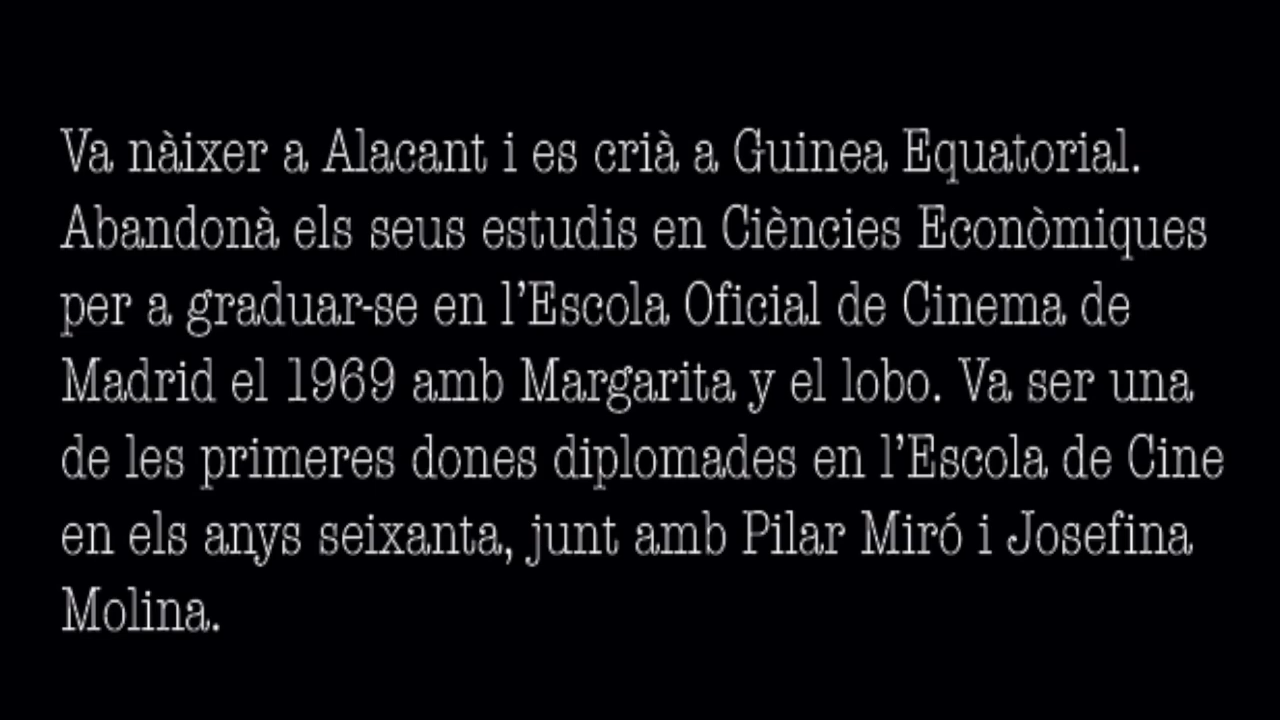 Va nàixer a Alacant i es crià a Guinea Equatorial.
Abandonà els seus estudis en Ciències Econòmiques
per a graduar-se en l’Escola Oficial de Cinema de
Madrid el 1969 amb Margarita y el lobo. Va ser una
de les primeres dones diplomades en l’Escola de Cine
en els anys seixanta, junt amb Pilar Miró i Josefina
Molina.